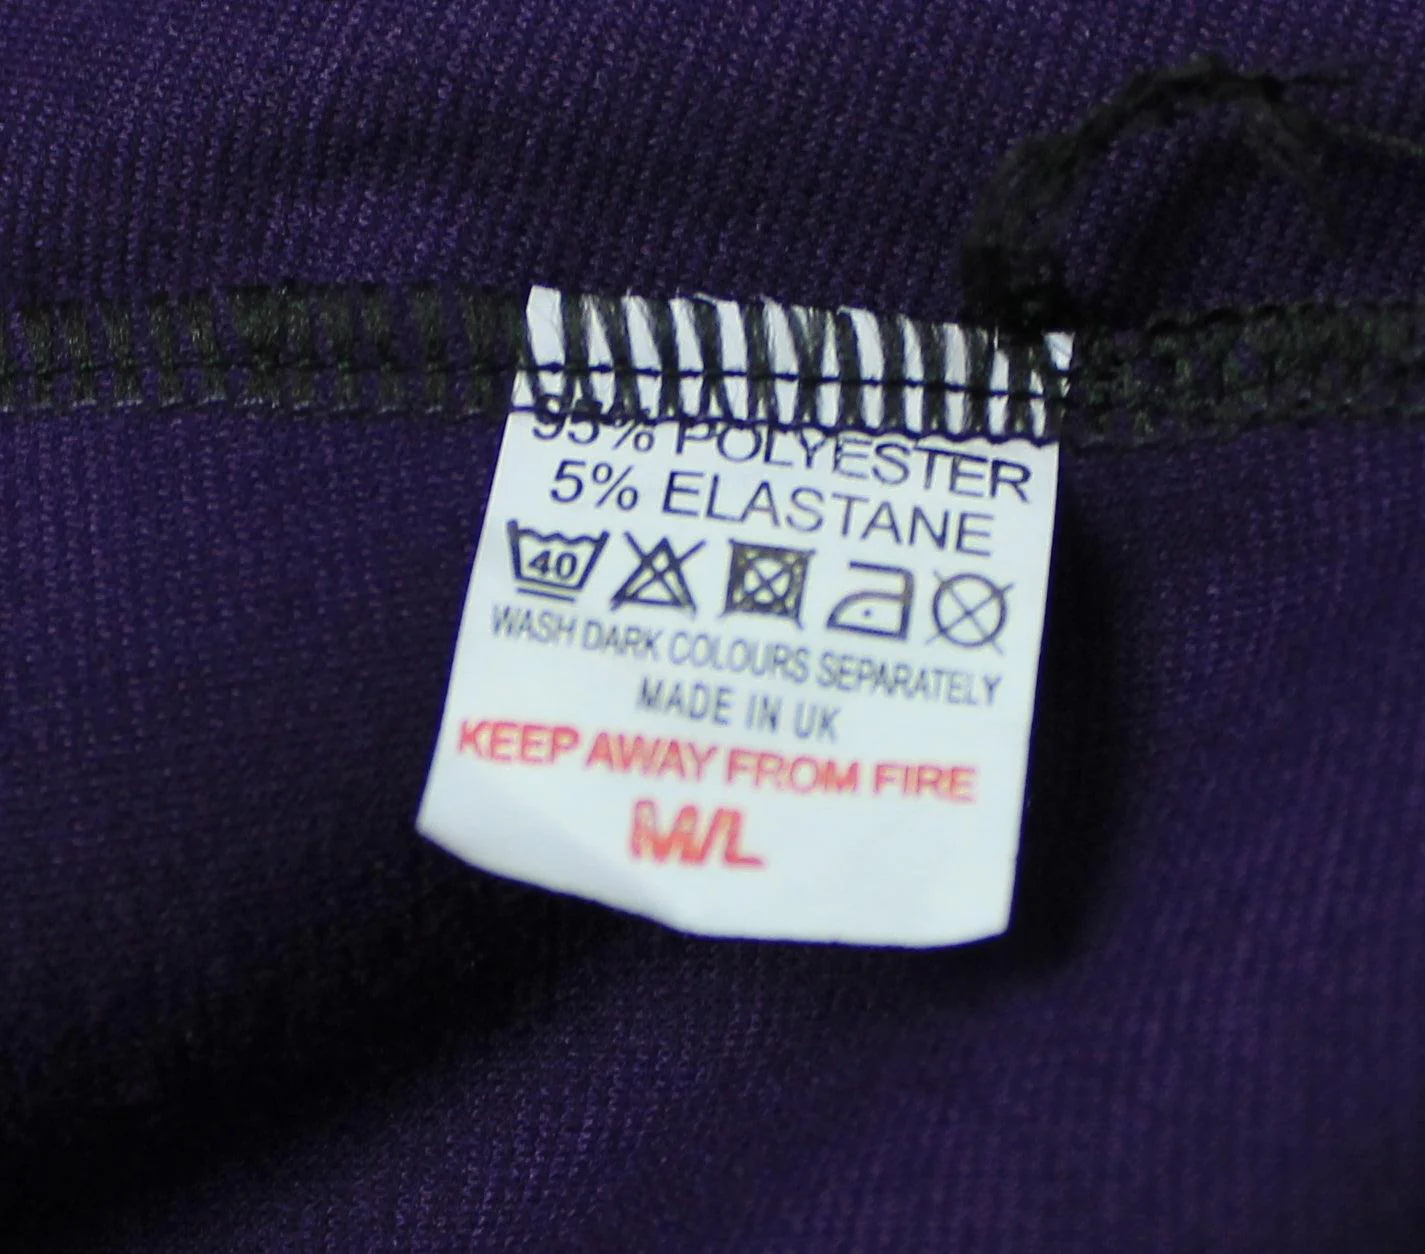 95% POLYESTER
5% ELASTANE
40
WASH DARK COLOURS SEPARATELY
MADE IN UK
KEEP AWAY FROM FIRE
M/L